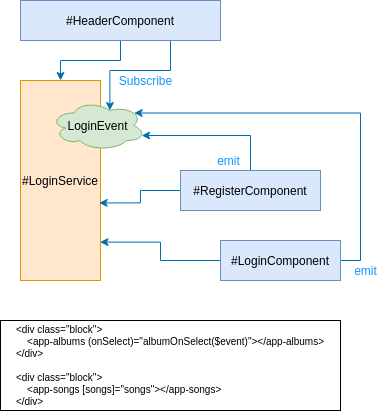 #HeaderComponent
Subscribe
LoginEvent
emit
#LoginService
#RegisterComponent
#LoginComponent
emit
<div class="block">
<app-albums (onSelect)="albumOnSelect($event)"></app-albums>
</div>
<div class="block">
<app-songs [songs]="songs"></app-songs>
</div>